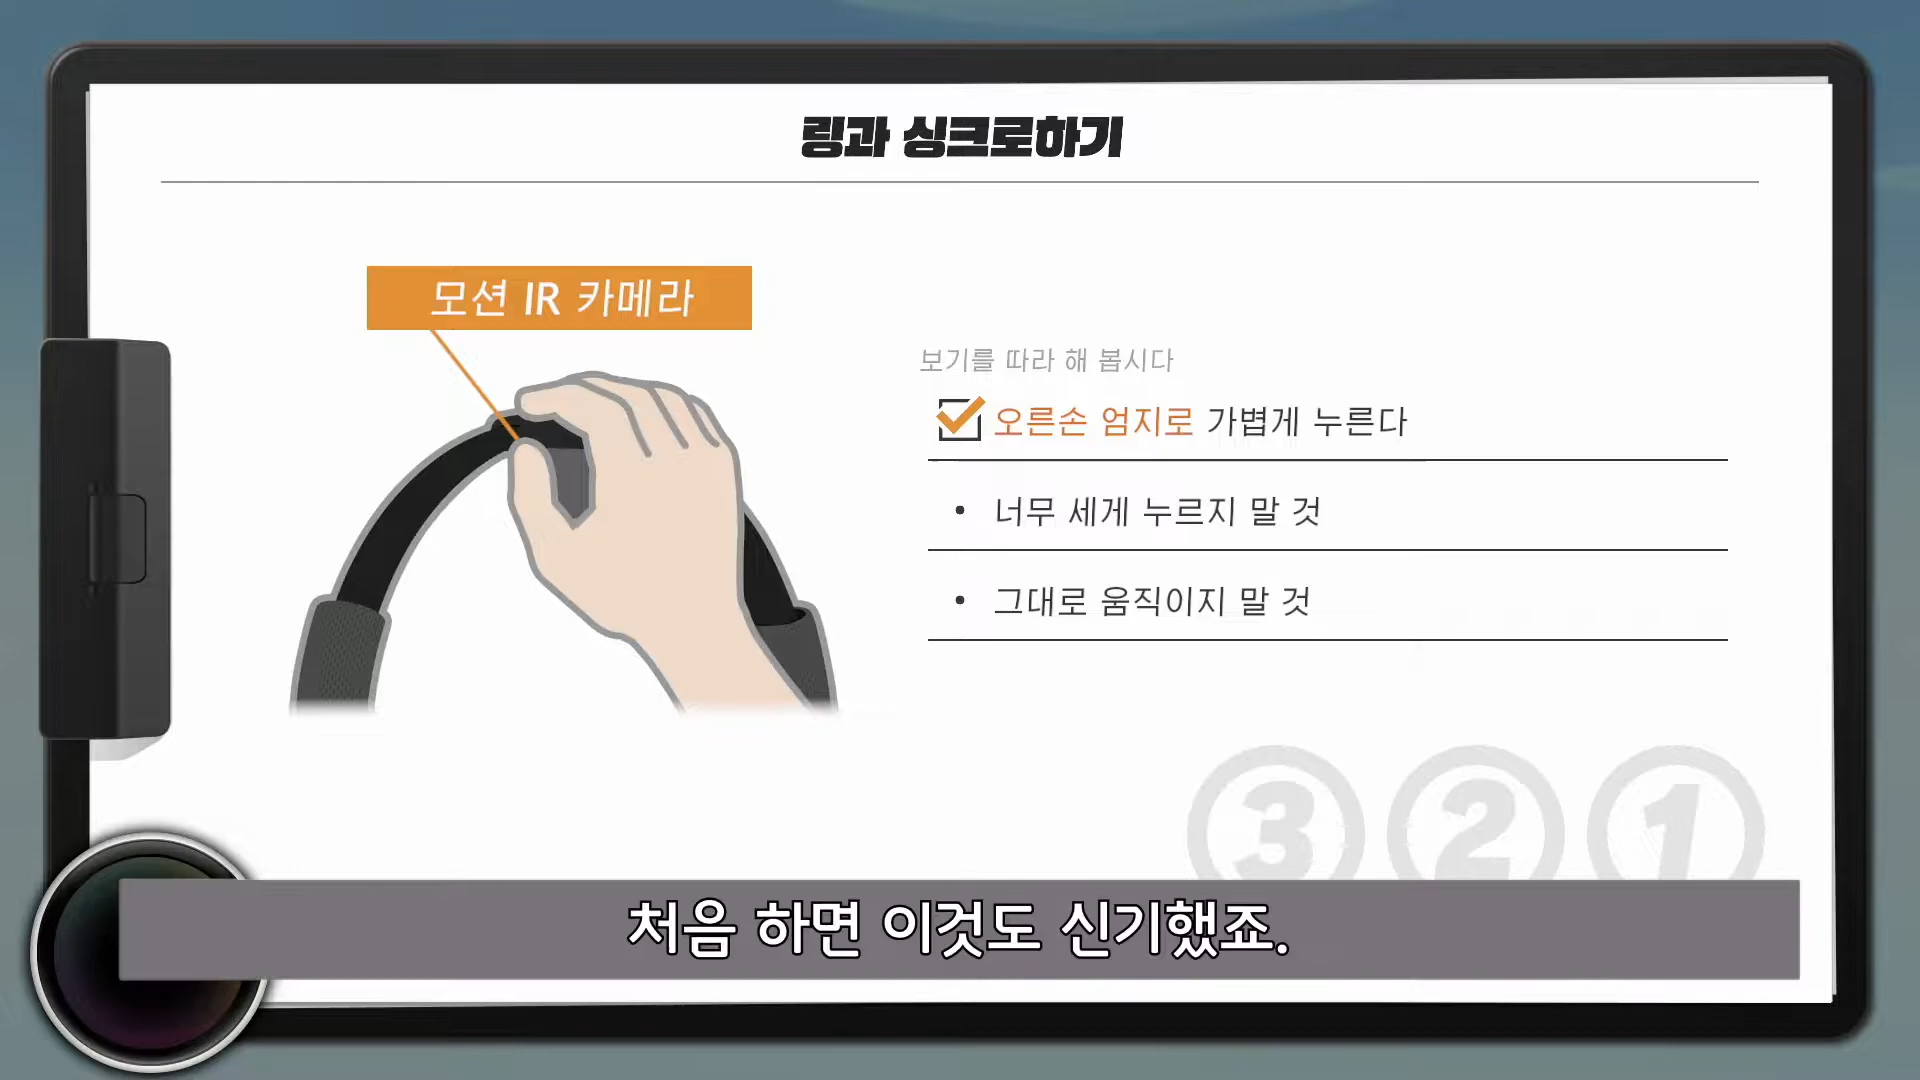 링과 싱크로하기
모션 IR 카메라
보기를 따라 해 봅시다
오른손 엄지로 가볍게 누른다
• 너무 세게 누르지 말 것
• 그대로 움직이지 말 것
3 2 1
처음 하면 이것도 신기했죠.